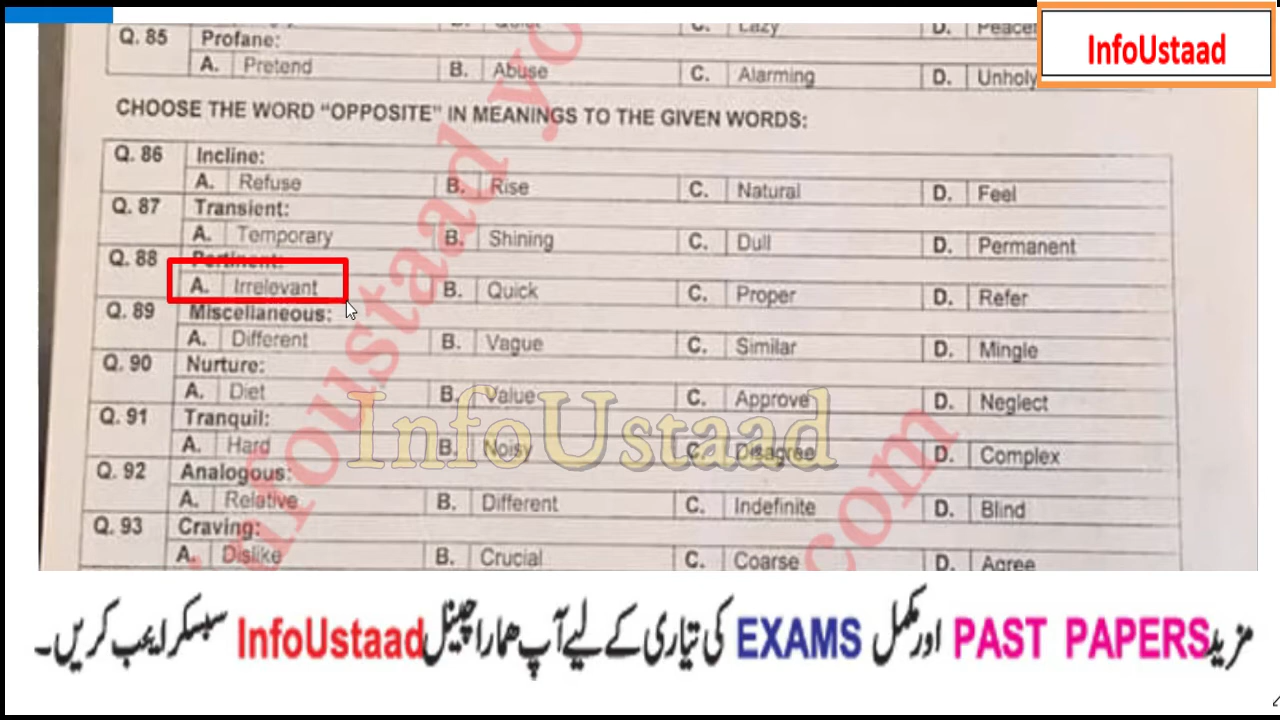 InfoUstaad
B. Quiet C. Lazy D.
Q. 85 Profane:
A. Pretend B. Abuse C. Alarming D. Unholy
CHOOSE THE WORD "OPPOSITE" IN MEANINGS TO THE GIVEN WORDS:
Q. 86 Incline:
A. Refuse B. Rise C. Natural D. Feel
Q. 87 Transient:
A. Temporary B. Shining C. Dull D. Permanent
Q. 88 Pertinent:
A. Irrelevant B. Quick C. Proper D. Refer
Q. 89 Miscellaneous:
A. Different B. Vague C. Similar D. Mingle
Q. 90 Nurture:
A. Diet B. Value C. Approve D. Neglect
Q. 91 Tranquil:
A. Hard B. Noisy C. Disagree D. Complex
Q. 92 Analogous:
A. Relative B. Different C. Indefinite D. Blind
Q. 93 Craving:
A. Dislike B. Crucial C. Coarse D. Agree
InfoUstaad
مزید PAST PAPERS اور مکمل EXAMS کی تیاری کے لیے آپ ہمارا چینل InfoUstaad سبسکرائب کریں۔